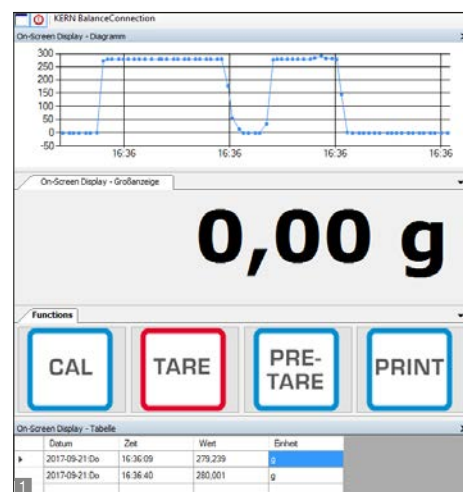 KERN BalanceConnection
On-Screen Display - Diagramm
300
250
200
150
100
50
0
-50
16:36 16:36 16:36 16:36
On-Screen Display - Großanzeige
0,00 g
Functions
CAL TARE PRE-TARE PRINT
On-Screen Display - Tabelle
Datum Zeit Wert Einheit
2017-09-21:Do 16:36:09 279,239 g
2017-09-21:Do 16:36:40 280,001 g
1